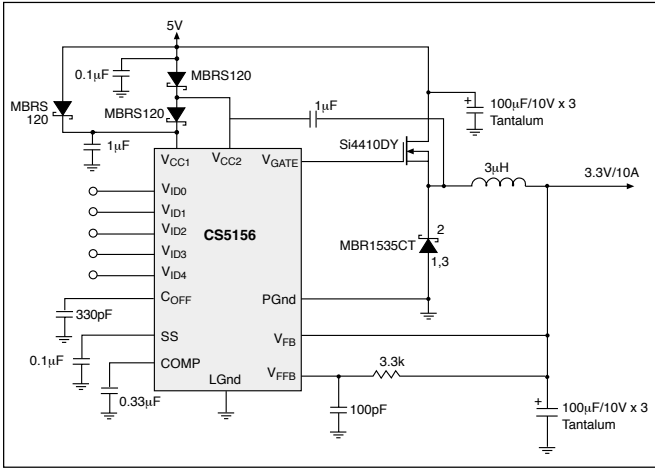 5V
0.1μF
MBRS120
MBRS
120
MBRS120
1μF
1μF
100μF/10V x 3
Tantalum
Si4410DY
VCC1
VCC2
VGATE
3μH
3.3V/10A
VID0
VID1
VID2
VID3
VID4
CS5156
2
MBR1535CT
1,3
COFF
330pF
PGnd
SS
VFB
0.1μF
COMP
VFFB
3.3k
LGnd
0.33μF
100pF
100μF/10V x 3
Tantalum
+
+